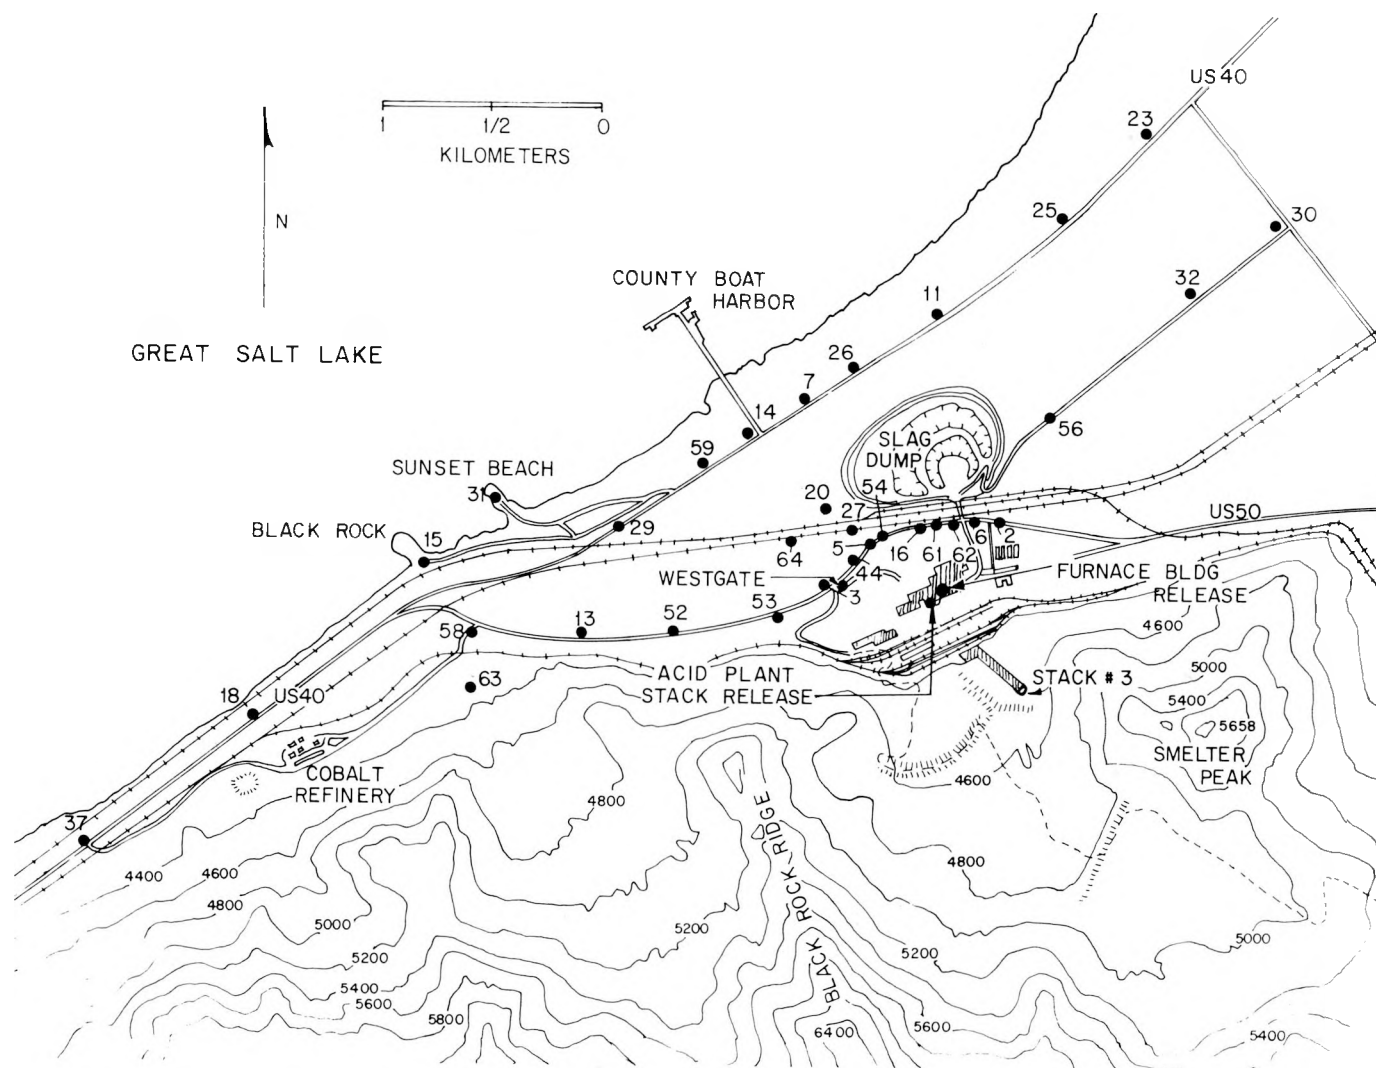 US40
23
1
1/2
0
KILOMETERS
N
25
30
COUNTY BOAT
HARBOR
32
11
GREAT SALT LAKE
26
7
14
56
SLAG
DUMP
59
SUNSET BEACH
31
54
20
27
US50
BLACK ROCK
15
29
64
5
16
61
62
6
2
WESTGATE
44
3
FURNACE BLDG
RELEASE
53
52
13
58
4600
63
ACID PLANT
STACK RELEASE
STACK #3
5000
5400
5658
18
US40
SMELTER
PEAK
COBALT
REFINERY
4600
4800
37
BLACK ROCK RIDGE
4400
4600
4800
4800
5000
5200
5000
5200
5200
5400
5600
5800
6400
5600
5400